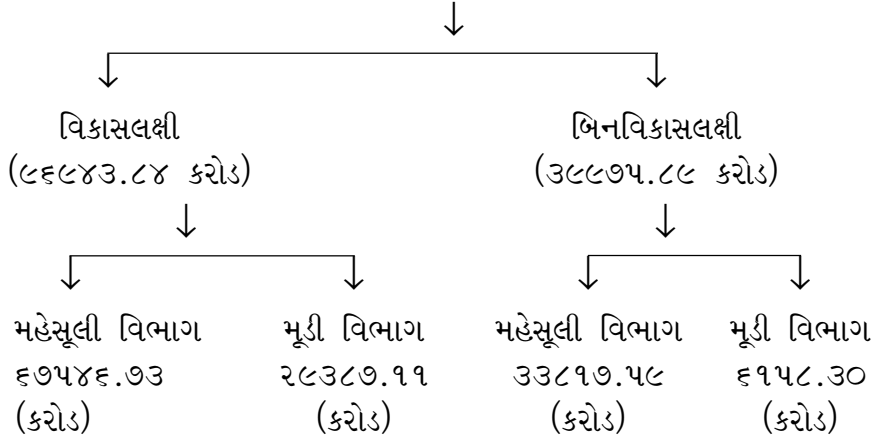 વિકાસલક્ષી બિનવિકાસલક્ષી
(૯૬૯૪૩.૮૪ કરોડ) (૩૯૯૭૫.૮૯ કરોડ)
મહેસૂલી વિભાગ મૂડી વિભાગ મહેસૂલી વિભાગ મૂડી વિભાગ
૬૭૫૪૬.૭૩ ૨૯૩૮૭.૧૧ ૩૩૮૧૭.૫૯ ૬૧૫૮.૩૦
(કરોડ) (કરોડ) (કરોડ) (કરોડ)